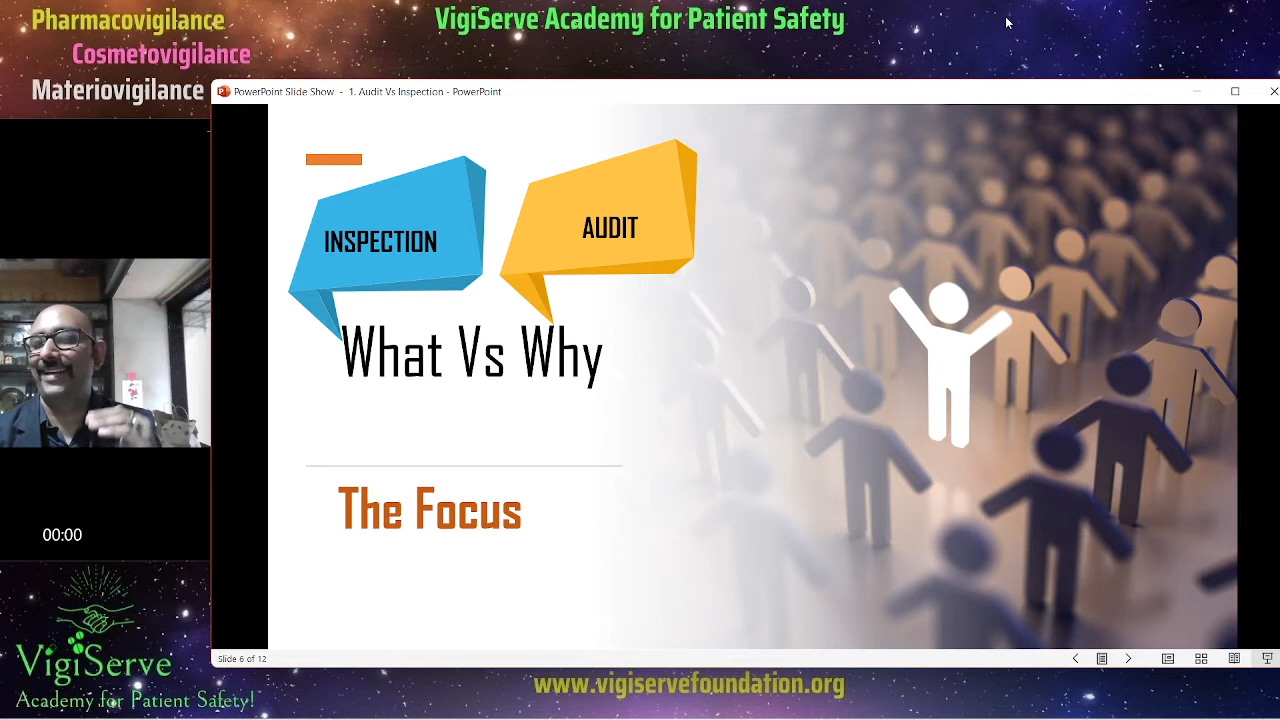 Pharmacovigilance
Cosmetovigilance
Materiovigilance
VigiServe Academy for Patient Safety
PowerPoint Slide Show - 1. Audit Vs Inspection - PowerPoint
INSPECTION
AUDIT
What Vs Why
The Focus
00:00
Slide 6 of 12
VigiServe
Academy for Patient Safety!
www.vigiservefoundation.org